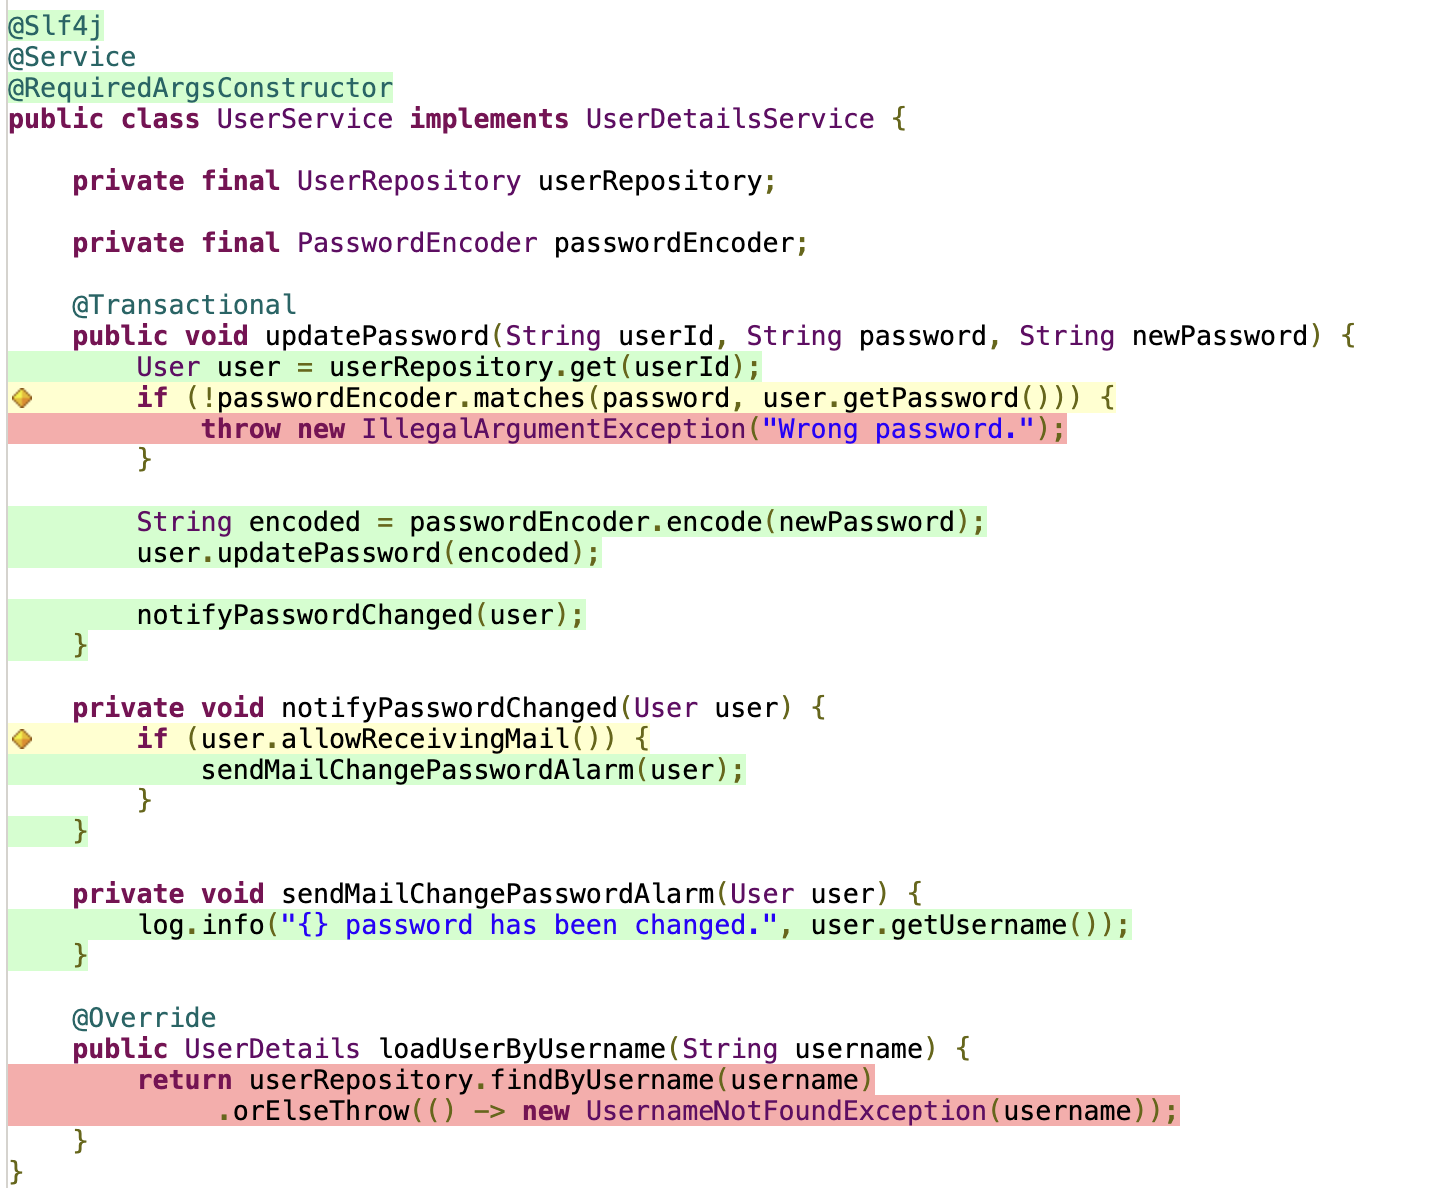 @Slf4j
@Service
@RequiredArgsConstructor
public class UserService implements UserDetailsService {
private final UserRepository userRepository;
private final PasswordEncoder passwordEncoder;
@Transactional
public void updatePassword(String userId, String password, String newPassword) {
User user = userRepository.get(userId);
if (!passwordEncoder.matches(password, user.getPassword())) {
throw new IllegalArgumentException("Wrong password.");
}
String encoded = passwordEncoder.encode(newPassword);
user.updatePassword(encoded);
notifyPasswordChanged(user);
}
private void notifyPasswordChanged(User user) {
if (user.allowReceivingMail()) {
sendMailChangePasswordAlarm(user);
}
}
private void sendMailChangePasswordAlarm(User user) {
log.info("{} password has been changed.", user.getUsername());
}
@Override
public UserDetails loadUserByUsername(String username) {
return userRepository.findByUsername(username)
.orElseThrow(() -> new UsernameNotFoundException(username));
}
}